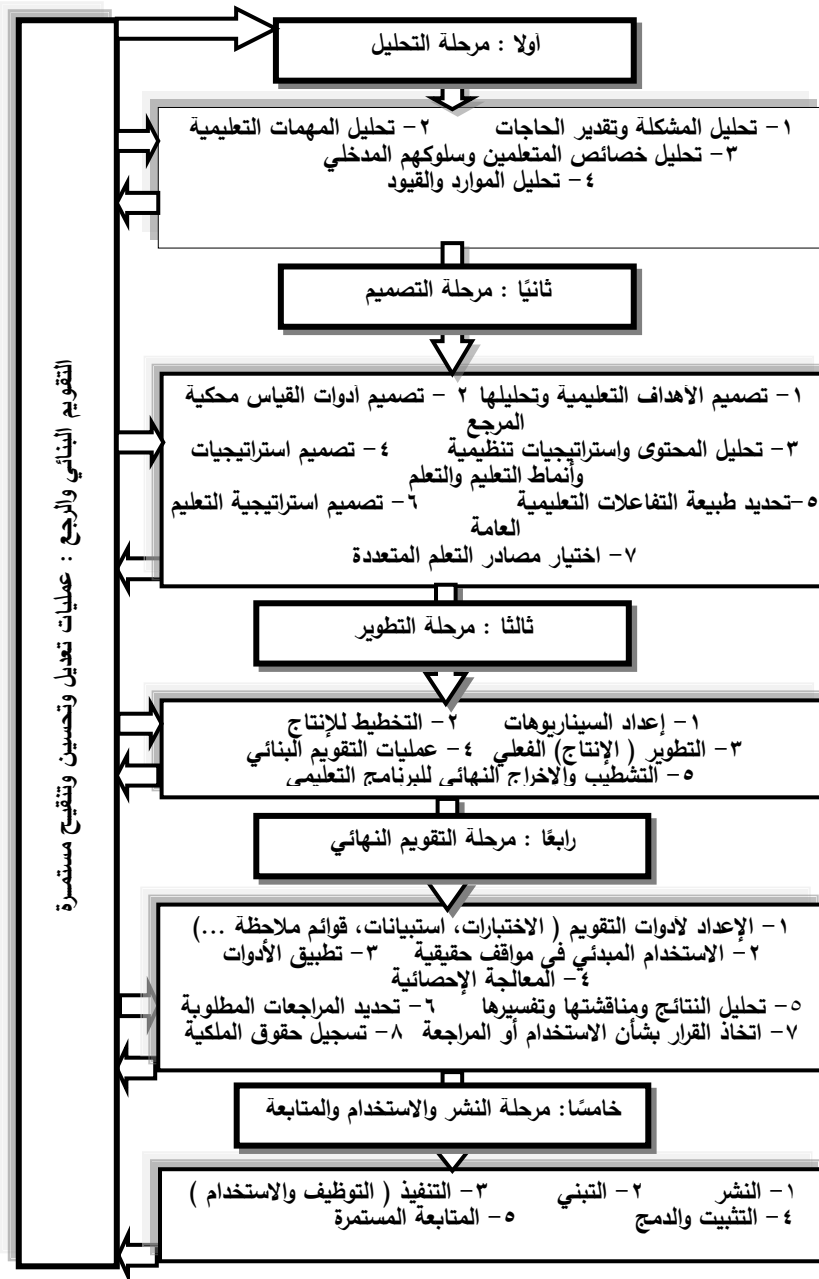 أولا : مرحلة التحليل
١- تحليل المشكلة وتقدير الحاجات ٢- تحليل المهمات التعليمية
٣- تحليل خصائص المتعلمين وسلوكهم المدخلي
٤- تحليل الموارد والقيود
ثانيًا : مرحلة التصميم
١- تصميم الأهداف التعليمية وتحليلها ٢ - تصميم أدوات القياس محكية
المرجع
٣- تحليل المحتوى واستراتيجيات تنظيمية ٤- تصميم استراتيجيات
وأنماط التعليم والتعلم
٥-تحديد طبيعة التفاعلات التعليمية ٦- تصميم استراتيجية التعليم
العامة
٧- اختيار مصادر التعلم المتعددة
ثالثا : مرحلة التطوير
١- إعداد السيناريوهات ٢- التخطيط للإنتاج
٣- التطوير ( الإنتاج) الفعلي ٤- عمليات التقويم البنائي
٥- التشطيب والاخراج النهائي للبرنامج التعليمى
رابعًا : مرحلة التقويم النهائي
١- الإعداد لأدوات التقويم ( الاختبارات، استبيانات، قوائم ملاحظة ...)
٢- الاستخدام المبدئي في مواقف حقيقية ٣- تطبيق الأدوات
٤- المعالجة الإحصائية
٥- تحليل النتائج ومناقشتها وتفسيرها ٦- تحديد المراجعات المطلوبة
٧- اتخاذ القرار بشأن الاستخدام أو المراجعة ٨- تسجيل حقوق الملكية
خامسًا: مرحلة النشر والاستخدام والمتابعة
١- النشر ٢- التبني ٣- التنفيذ ( التوظيف والاستخدام )
٤- التثبيت والدمج ٥- المتابعة المستمرة
التقويم البنائي والرجع : عمليات تعديل وتحسين وتنقيح مستمرة